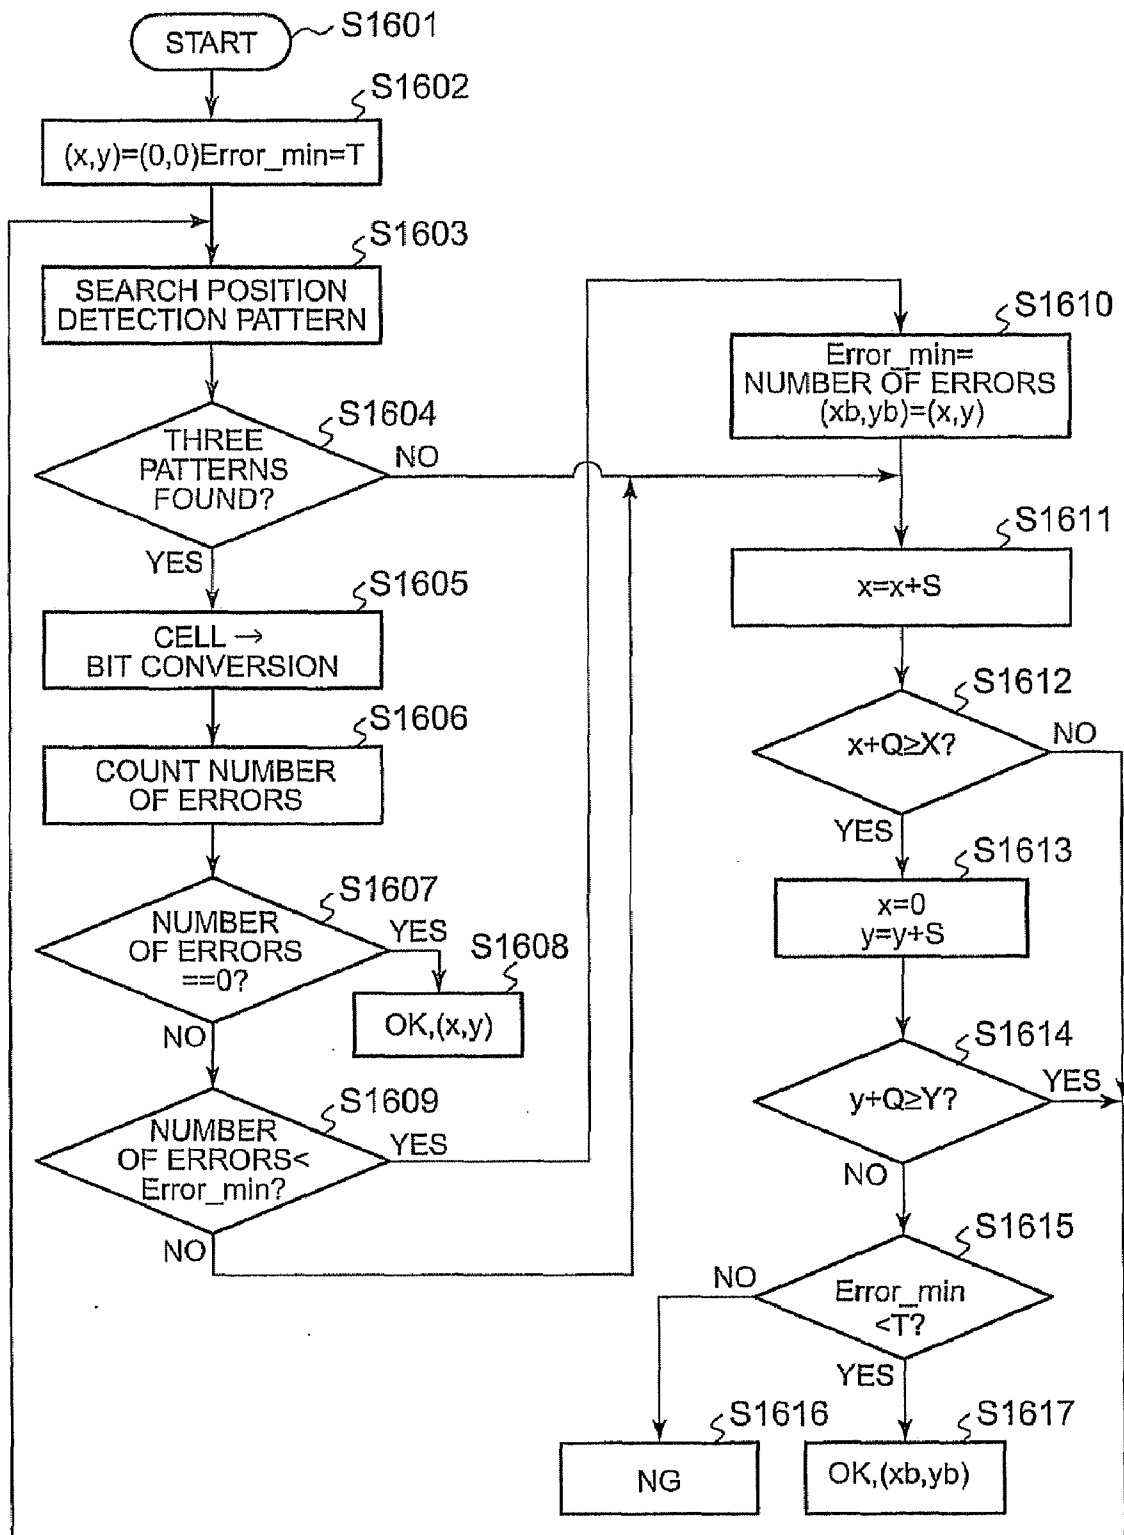 START
S1601
S1602
(x,y)=(0,0)Error_min=T
S1603
SEARCH POSITION
DETECTION PATTERN
S1604
THREE
PATTERNS
FOUND?
NO
YES
S1605
CELL →
BIT CONVERSION
S1606
COUNT NUMBER
OF ERRORS
S1607
NUMBER
OF ERRORS
==0?
YES
NO
S1608
OK,(x,y)
S1609
NUMBER
OF ERRORS<
Error_min?
YES
NO
S1610
Error_min=
NUMBER OF ERRORS
(xb,yb)=(x,y)
S1611
x=x+S
S1612
x+Q≥X?
NO
YES
S1613
x=0
y=y+S
S1614
y+Q≥Y?
YES
NO
S1615
Error_min
<T?
NO
YES
S1616
NG
S1617
OK,(xb,yb)